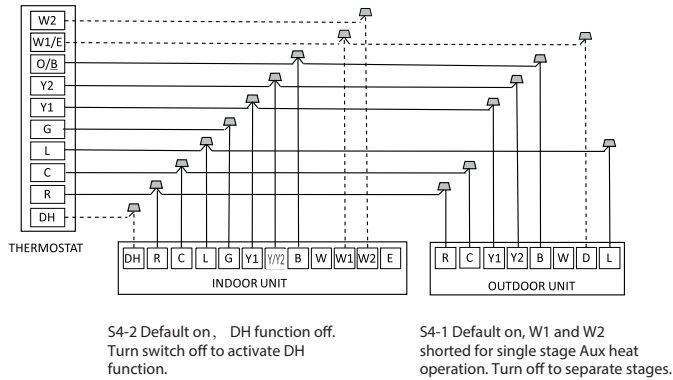 W2
W1/E
O/B
Y2
Y1
G
L
C
R
DH
THERMOSTAT
DH R C L G Y1 Y/Y2 B W W1 W2 E
INDOOR UNIT
R C Y1 Y2 B W D L
OUTDOOR UNIT
S4-2 Default on， DH function off.
Turn switch off to activate DH
function.
S4-1 Default on, W1 and W2
shorted for single stage Aux heat
operation. Turn off to separate stages.